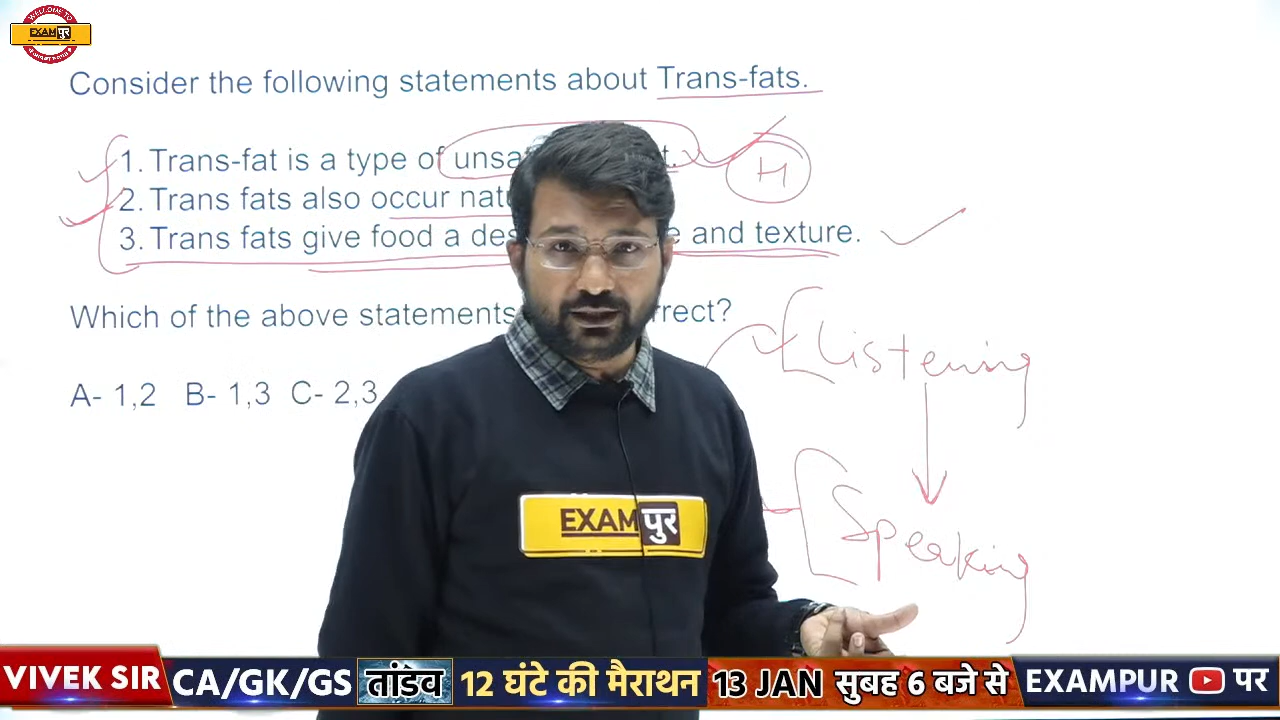 WELCOME TO
EXAMपुर
Consider the following statements about Trans-fats.
1. Trans-fat is a type of unsa t.
H
2. Trans fats also occur natu
3. Trans fats give food a des e and texture.
Which of the above statements rrect?
A- 1,2 B- 1,3 C- 2,3
Listening
Speaking
EXAMपुर
VIVEK SIR CA/GK/GS तांडव 12 घंटे की मैराथन 13 JAN सुबह 6 बजे से EXAMPUR पर